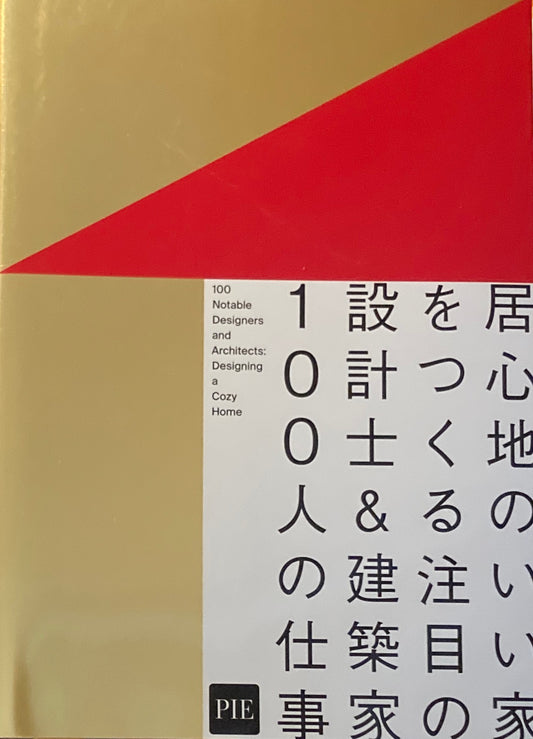 居心地のいい家
をつくる注目の
設計士&建築家
100人の仕事
100
Notable
Designers
and
Architects:
Designing
a
Cozy
Home
PIE